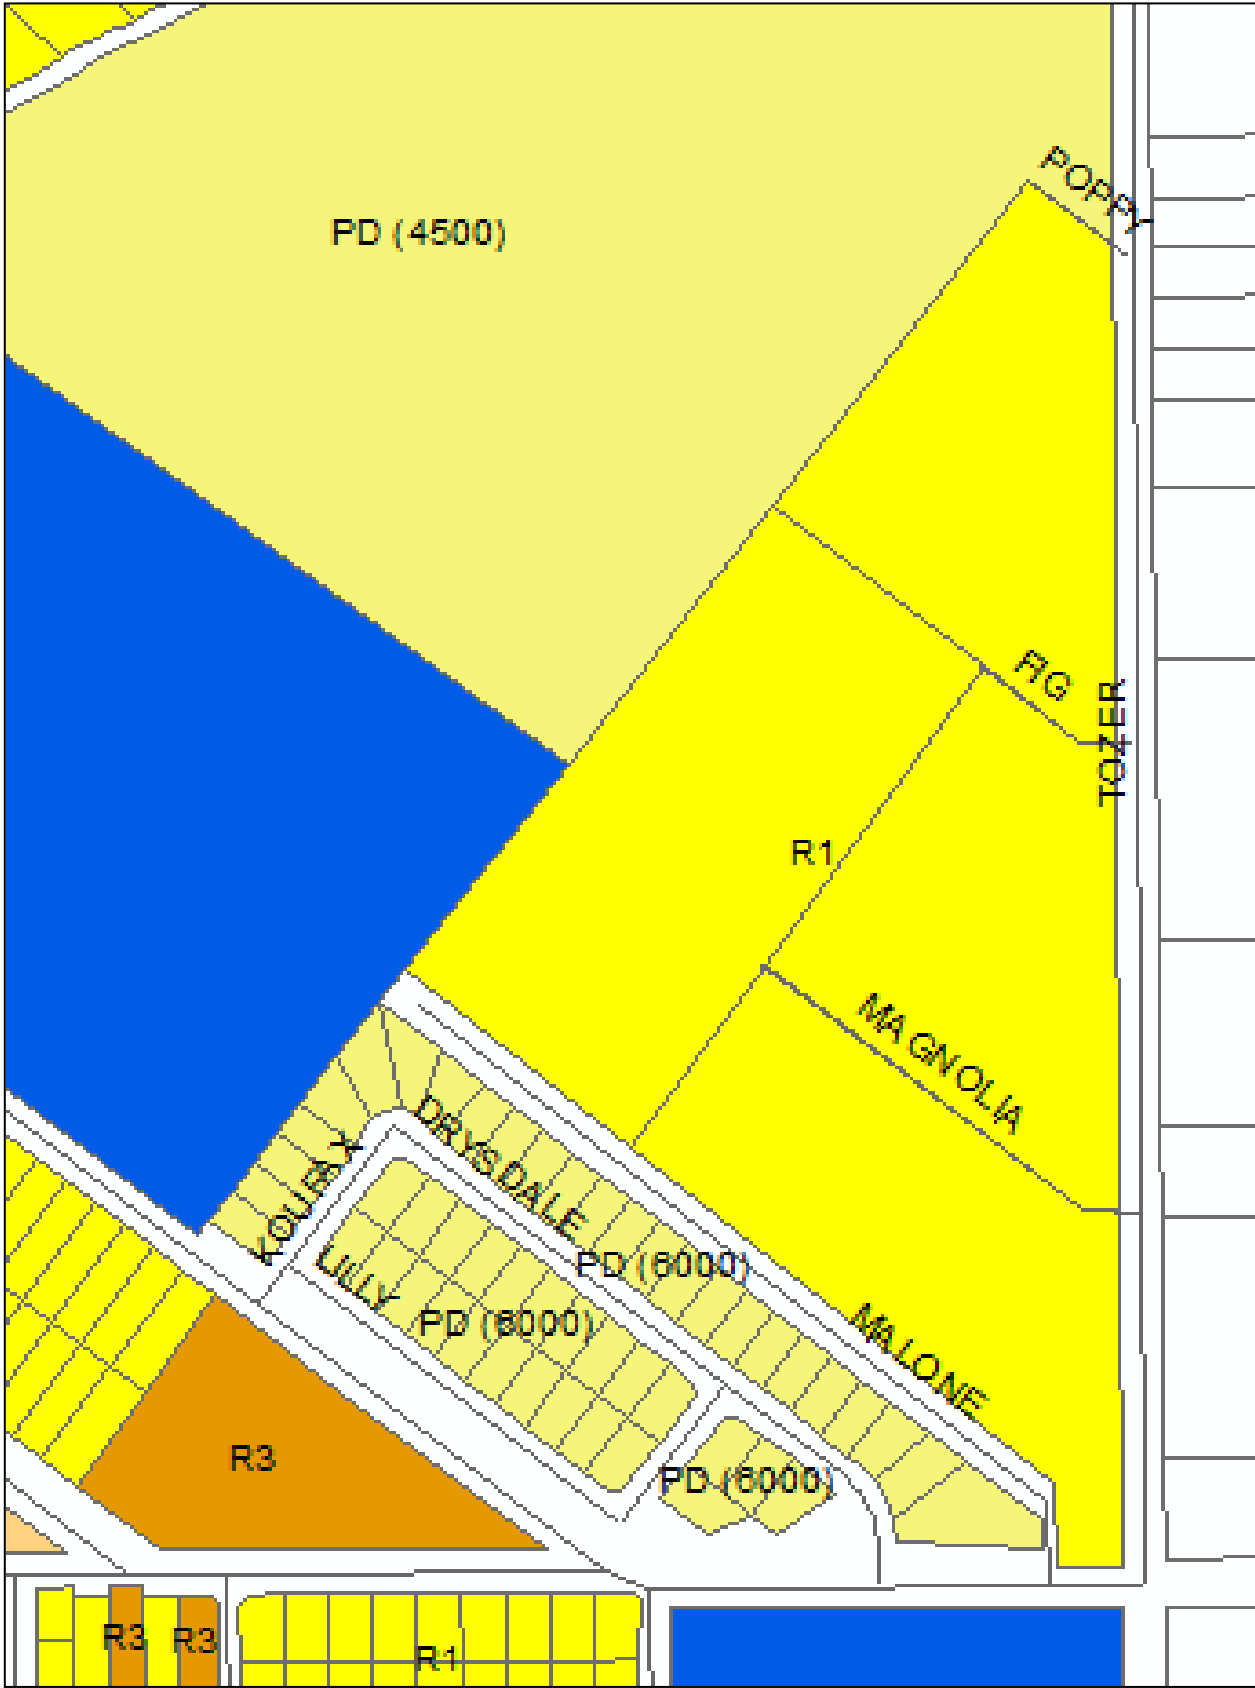 POPPY
PD (4500)
FIG
TOZER
R1
MAGNOLIA
DRYSDALE
KOUFAX
LILLY
PD (6000)
PD (6000)
MALONE
R3
PD (6000)
R3
R3
R1